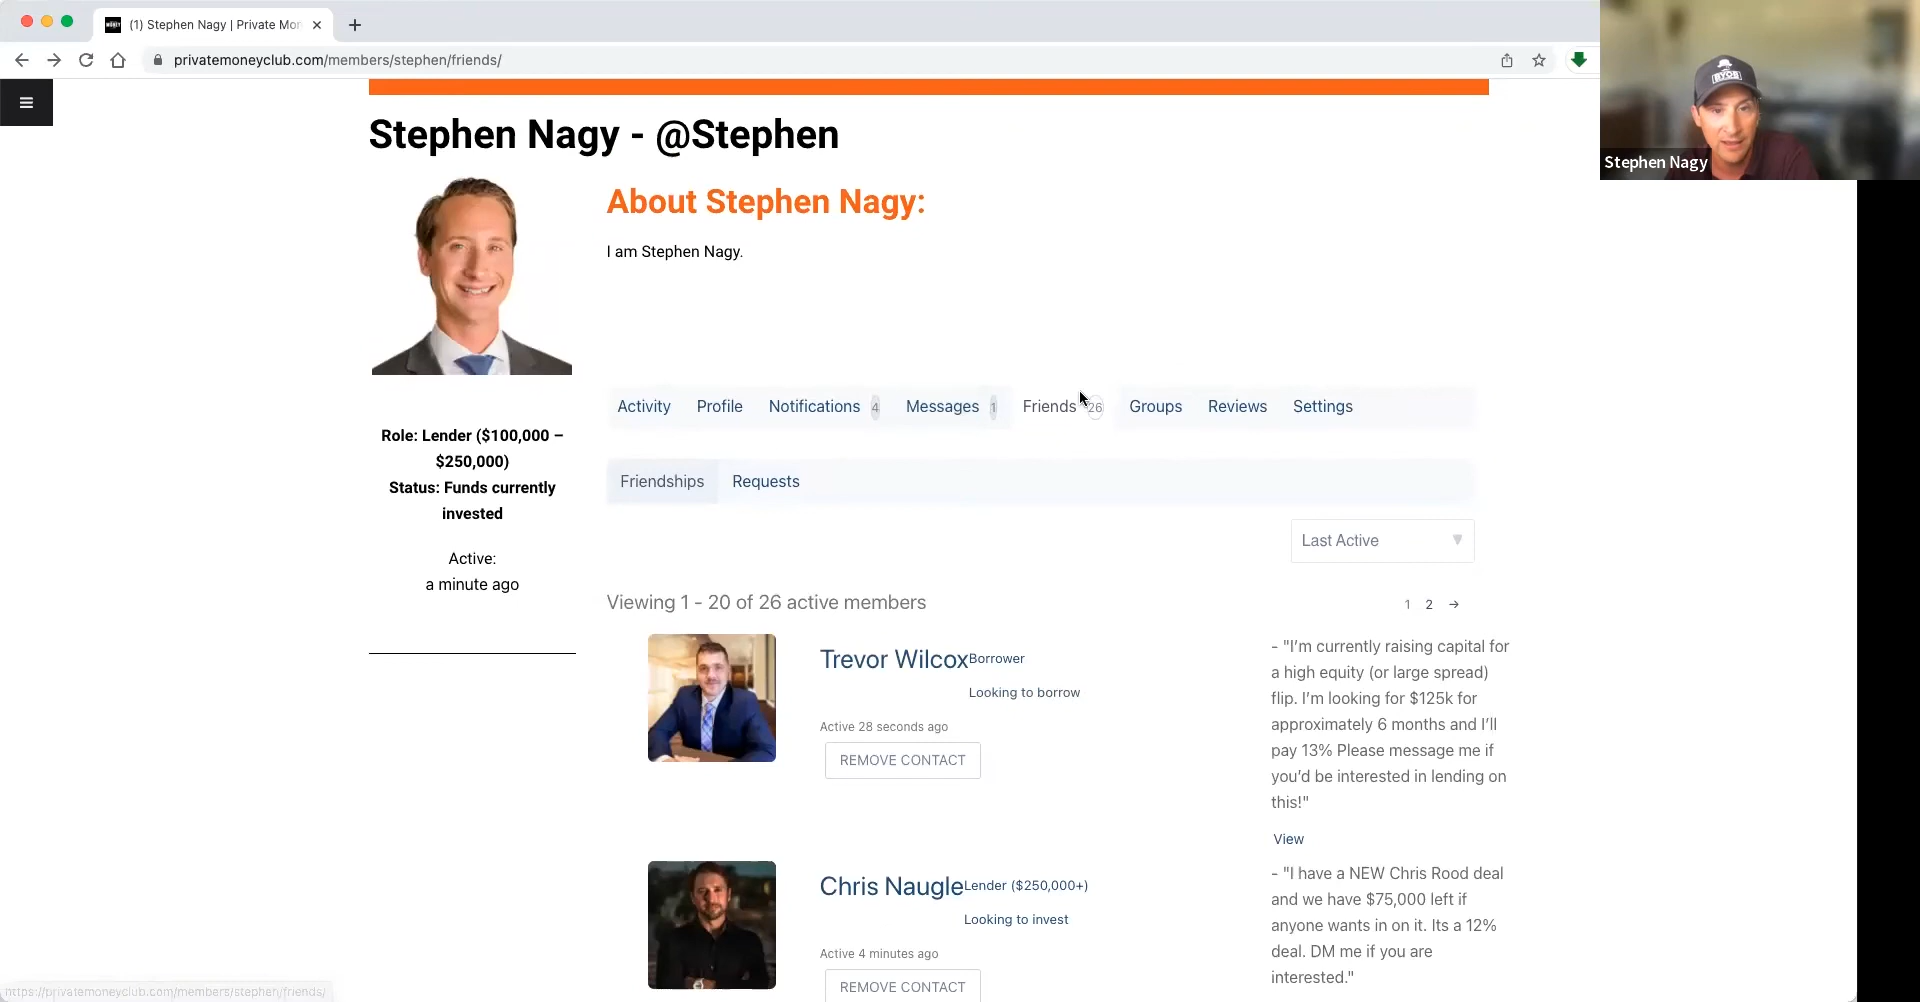 (1) Stephen Nagy | Private Mon
privatemoneyclub.com/members/stephen/friends/
RYOB
Stephen Nagy
Stephen Nagy - @Stephen
About Stephen Nagy:
I am Stephen Nagy.
Activity Profile Notifications 4 Messages 1 Friends 26 Groups Reviews Settings
Role: Lender ($100,000 –
$250,000)
Status: Funds currently
invested
Active:
a minute ago
Friendships Requests
Last Active
Viewing 1 - 20 of 26 active members
1 2 →
Trevor Wilcox Borrower
Looking to borrow
Active 28 seconds ago
REMOVE CONTACT
- "I’m currently raising capital for
a high equity (or large spread)
flip. I’m looking for $125k for
approximately 6 months and I’ll
pay 13% Please message me if
you’d be interested in lending on
this!"
View
Chris Naugle Lender ($250,000+)
Looking to invest
Active 4 minutes ago
REMOVE CONTACT
- "I have a NEW Chris Rood deal
and we have $75,000 left if
anyone wants in on it. Its a 12%
deal. DM me if you are
interested."
https://privatemoneyclub.com/members/stephen/friends/